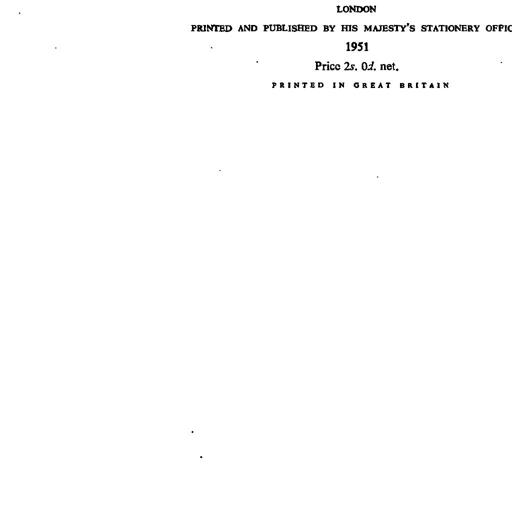 LONDON
PRINTED AND PUBLISHED BY HIS MAJESTY'S STATIONERY OFFIC
1951
Price 2s. 0d. net.
PRINTED IN GREAT BRITAIN